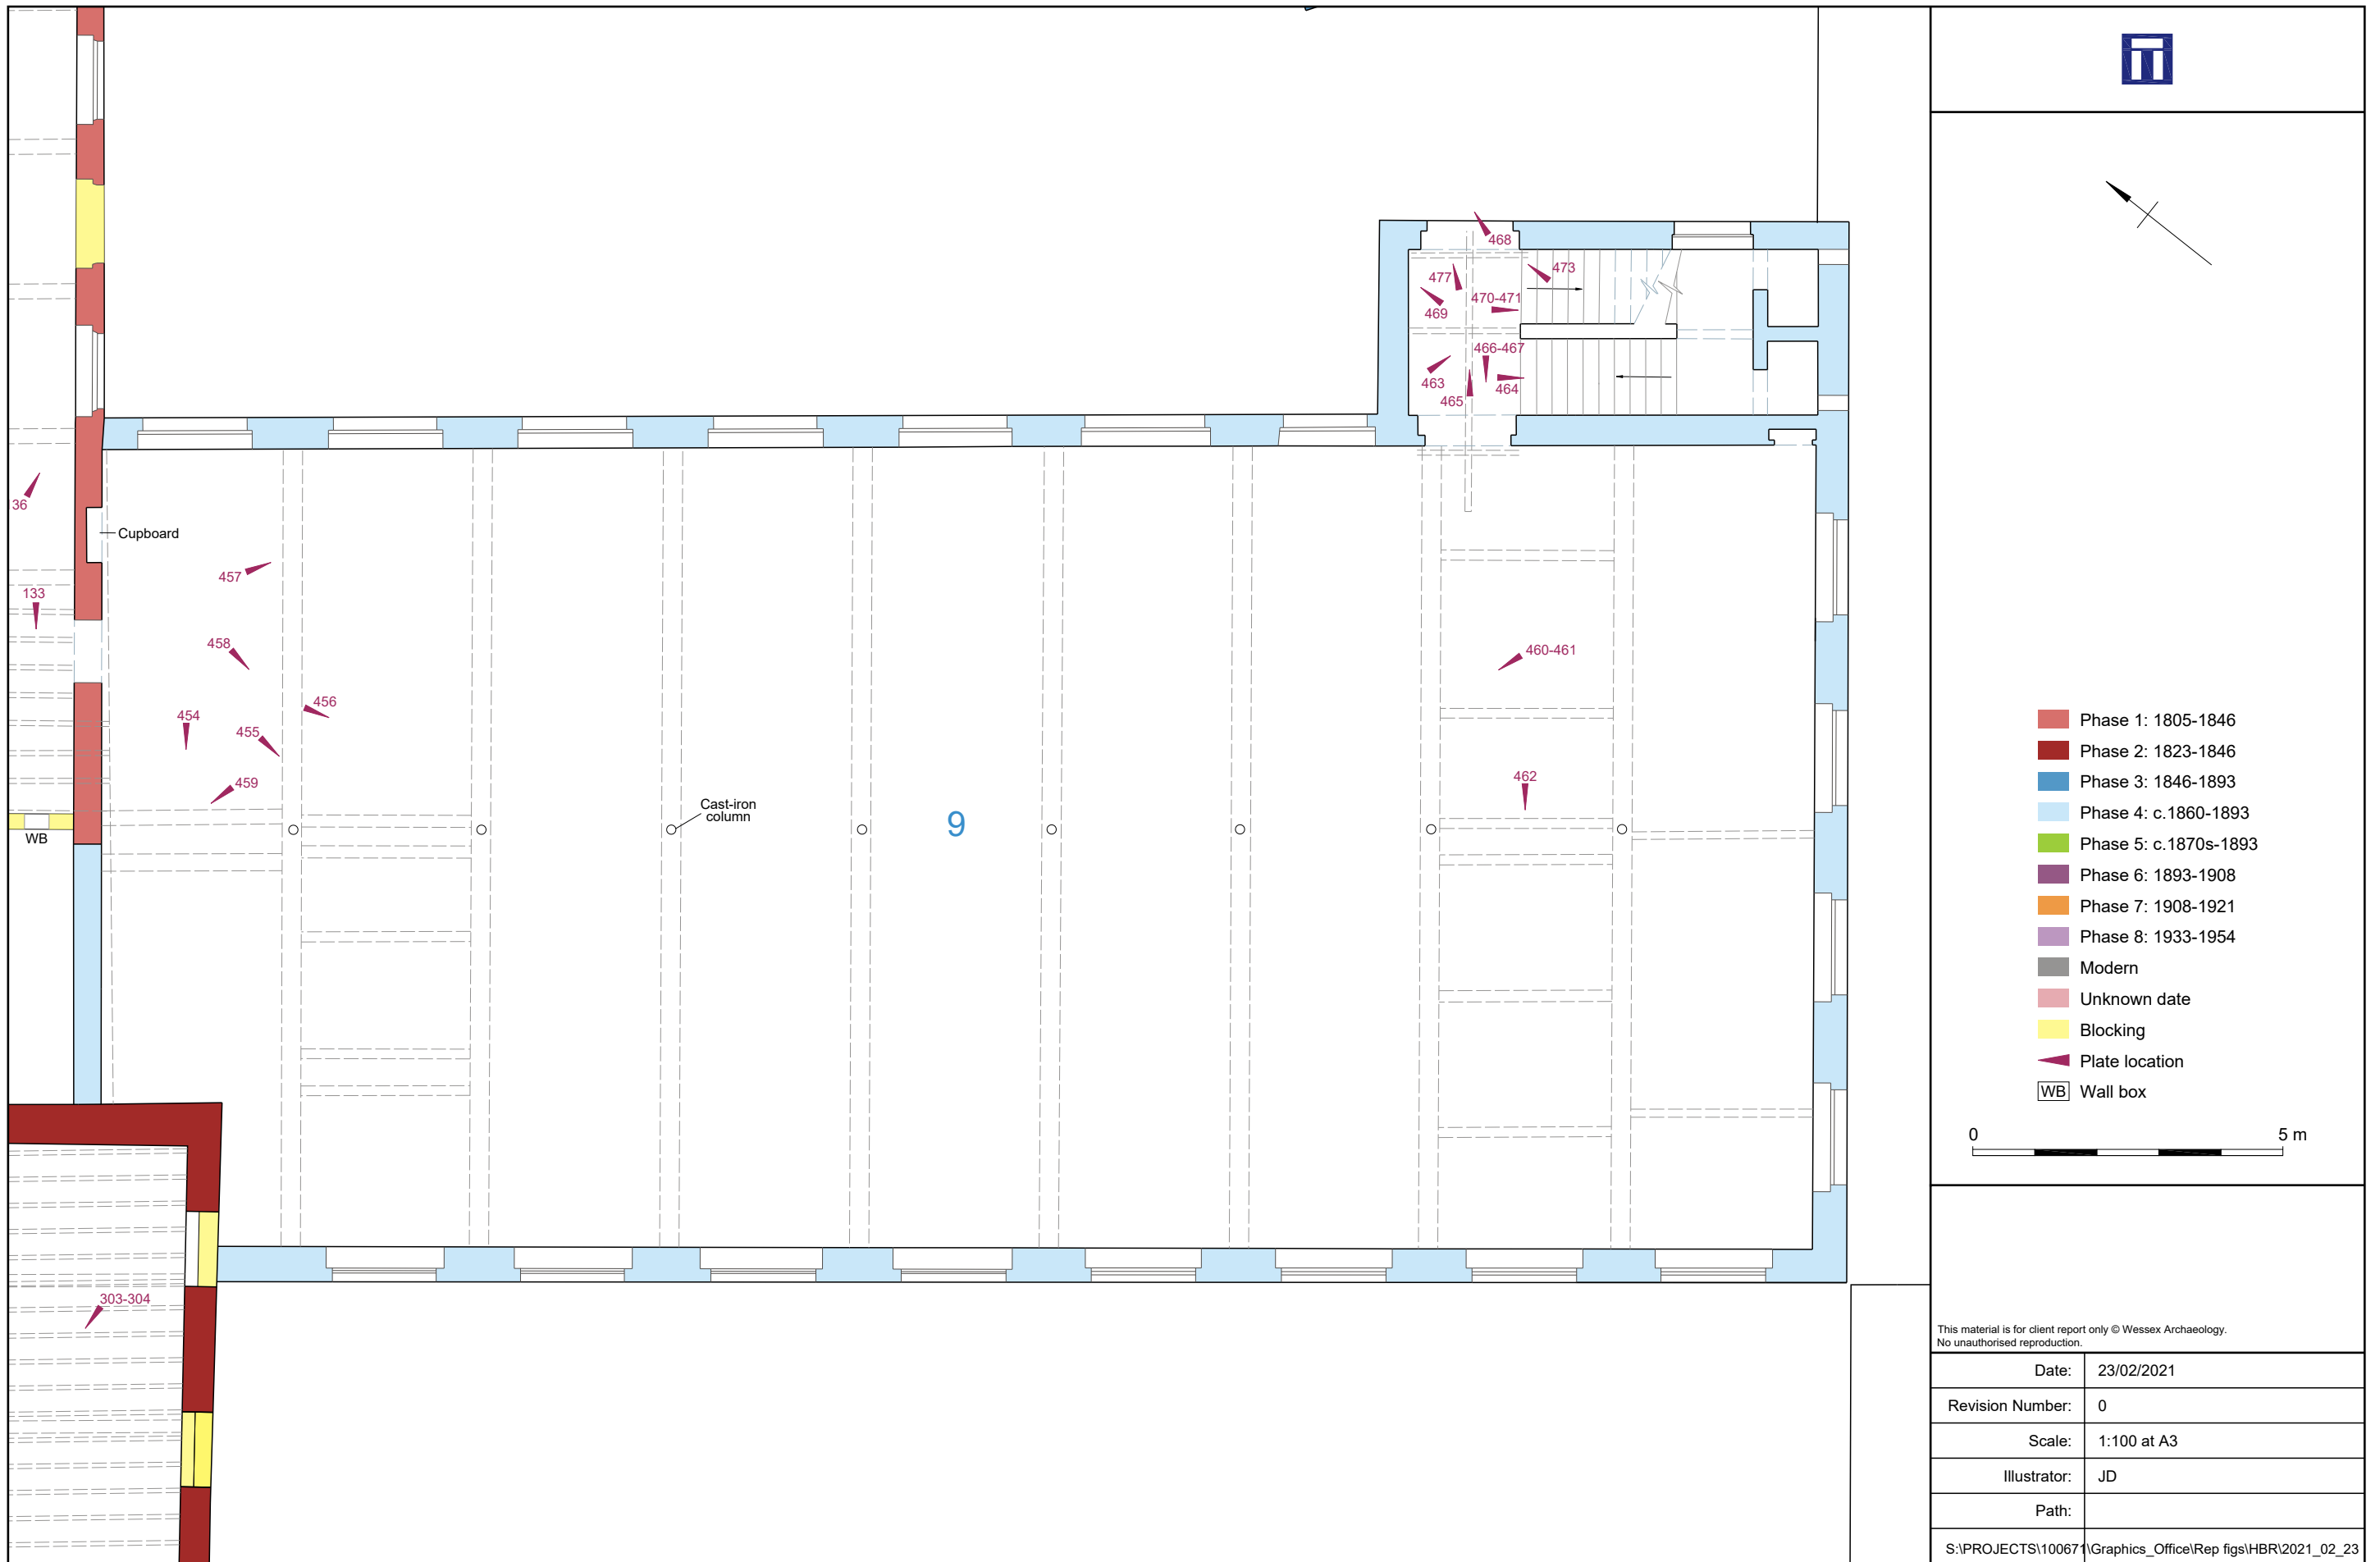 468
477
473
470-471
469
466-467
463
464
465
36
Cupboard
457
133
458
460-461
456
454
455
459
462
Cast-iron
column
9
WB
303-304
Phase 1: 1805-1846
Phase 2: 1823-1846
Phase 3: 1846-1893
Phase 4: c.1860-1893
Phase 5: c.1870s-1893
Phase 6: 1893-1908
Phase 7: 1908-1921
Phase 8: 1933-1954
Modern
Unknown date
Blocking
Plate location
WB Wall box
0 5 m
This material is for client report only © Wessex Archaeology.
No unauthorised reproduction.
Date: 23/02/2021
Revision Number: 0
Scale: 1:100 at A3
Illustrator: JD
Path:
S:\PROJECTS\100671\Graphics_Office\Rep figs\HBR\2021_02_23